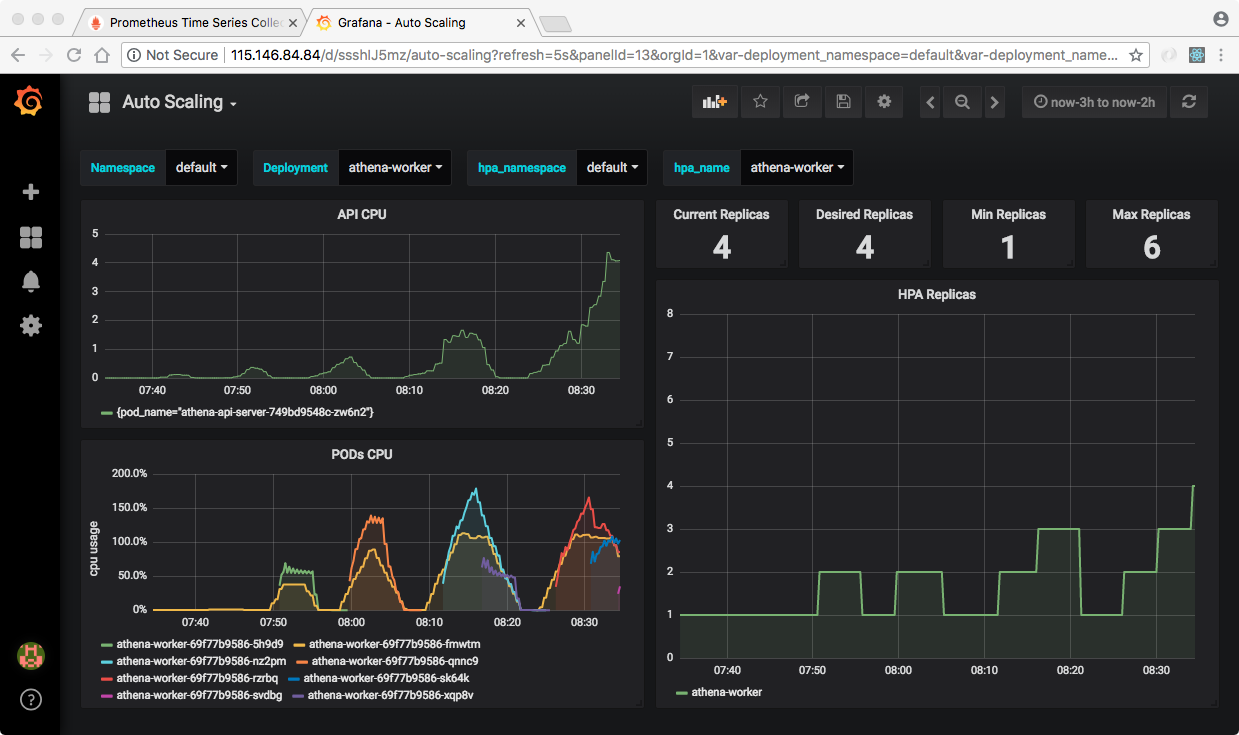 Prometheus Time Series Collec
Grafana - Auto Scaling
Not Secure 115.146.84.84/d/ssshIJ5mz/auto-scaling?refresh=5s&panelId=13&orgId=1&var-deployment_namespace=default&var-deployment_name...
Auto Scaling
now-3h to now-2h
Namespace default Deployment athena-worker hpa_namespace default hpa_name athena-worker
API CPU
5
4
3
2
1
0
07:40 07:50 08:00 08:10 08:20 08:30
{pod_name="athena-api-server-749bd9548c-zw6n2"}
Current Replicas
4
Desired Replicas
4
Min Replicas
1
Max Replicas
6
PODs CPU
cpu usage
200.0%
150.0%
100.0%
50.0%
0%
07:40 07:50 08:00 08:10 08:20 08:30
athena-worker-69f77b9586-5h9d9 athena-worker-69f77b9586-fmwtm
athena-worker-69f77b9586-nz2pm athena-worker-69f77b9586-qnnc9
athena-worker-69f77b9586-rzrbq athena-worker-69f77b9586-sk64k
athena-worker-69f77b9586-svdbg athena-worker-69f77b9586-xqp8v
HPA Replicas
8
7
6
5
4
3
2
1
0
07:40 07:50 08:00 08:10 08:20 08:30
athena-worker